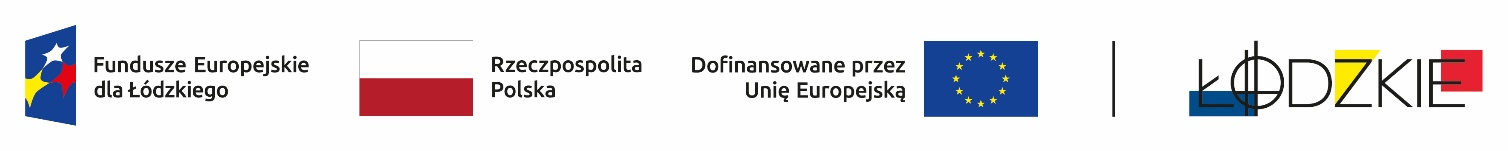 Fundusze Europejskie
dla Łódzkiego
Rzeczpospolita
Polska
Dofinansowane przez
Unię Europejską
ŁÓDZKIE